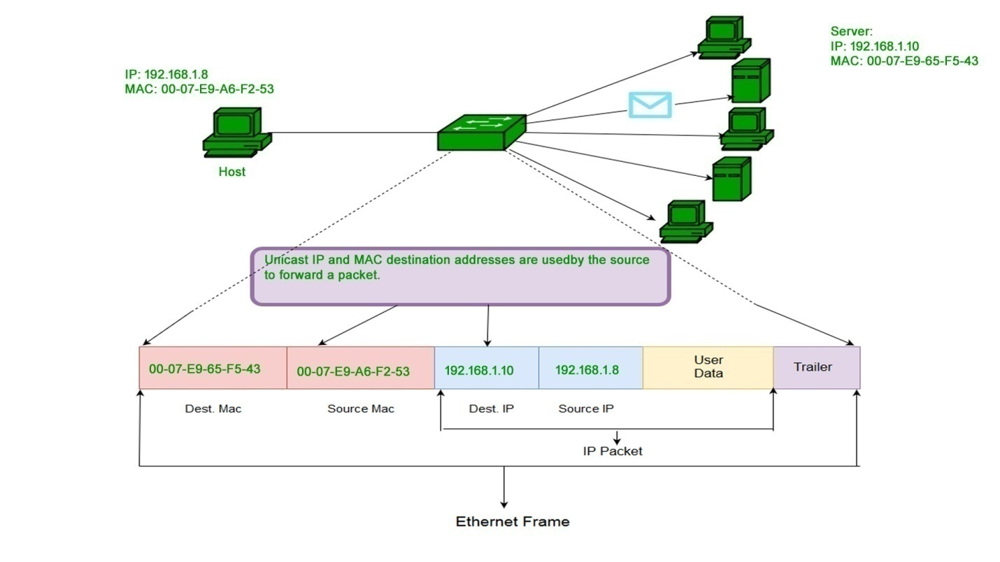 Server:
IP: 192.168.1.10
MAC: 00-07-E9-65-F5-43
IP: 192.168.1.8
MAC: 00-07-E9-A6-F2-53
Host
Unicast IP and MAC destination addresses are usedby the source
to forward a packet.
00-07-E9-65-F5-43
00-07-E9-A6-F2-53
192.168.1.10
192.168.1.8
User
Data
Trailer
Dest. Mac
Source Mac
Dest. IP
Source IP
IP Packet
Ethernet Frame